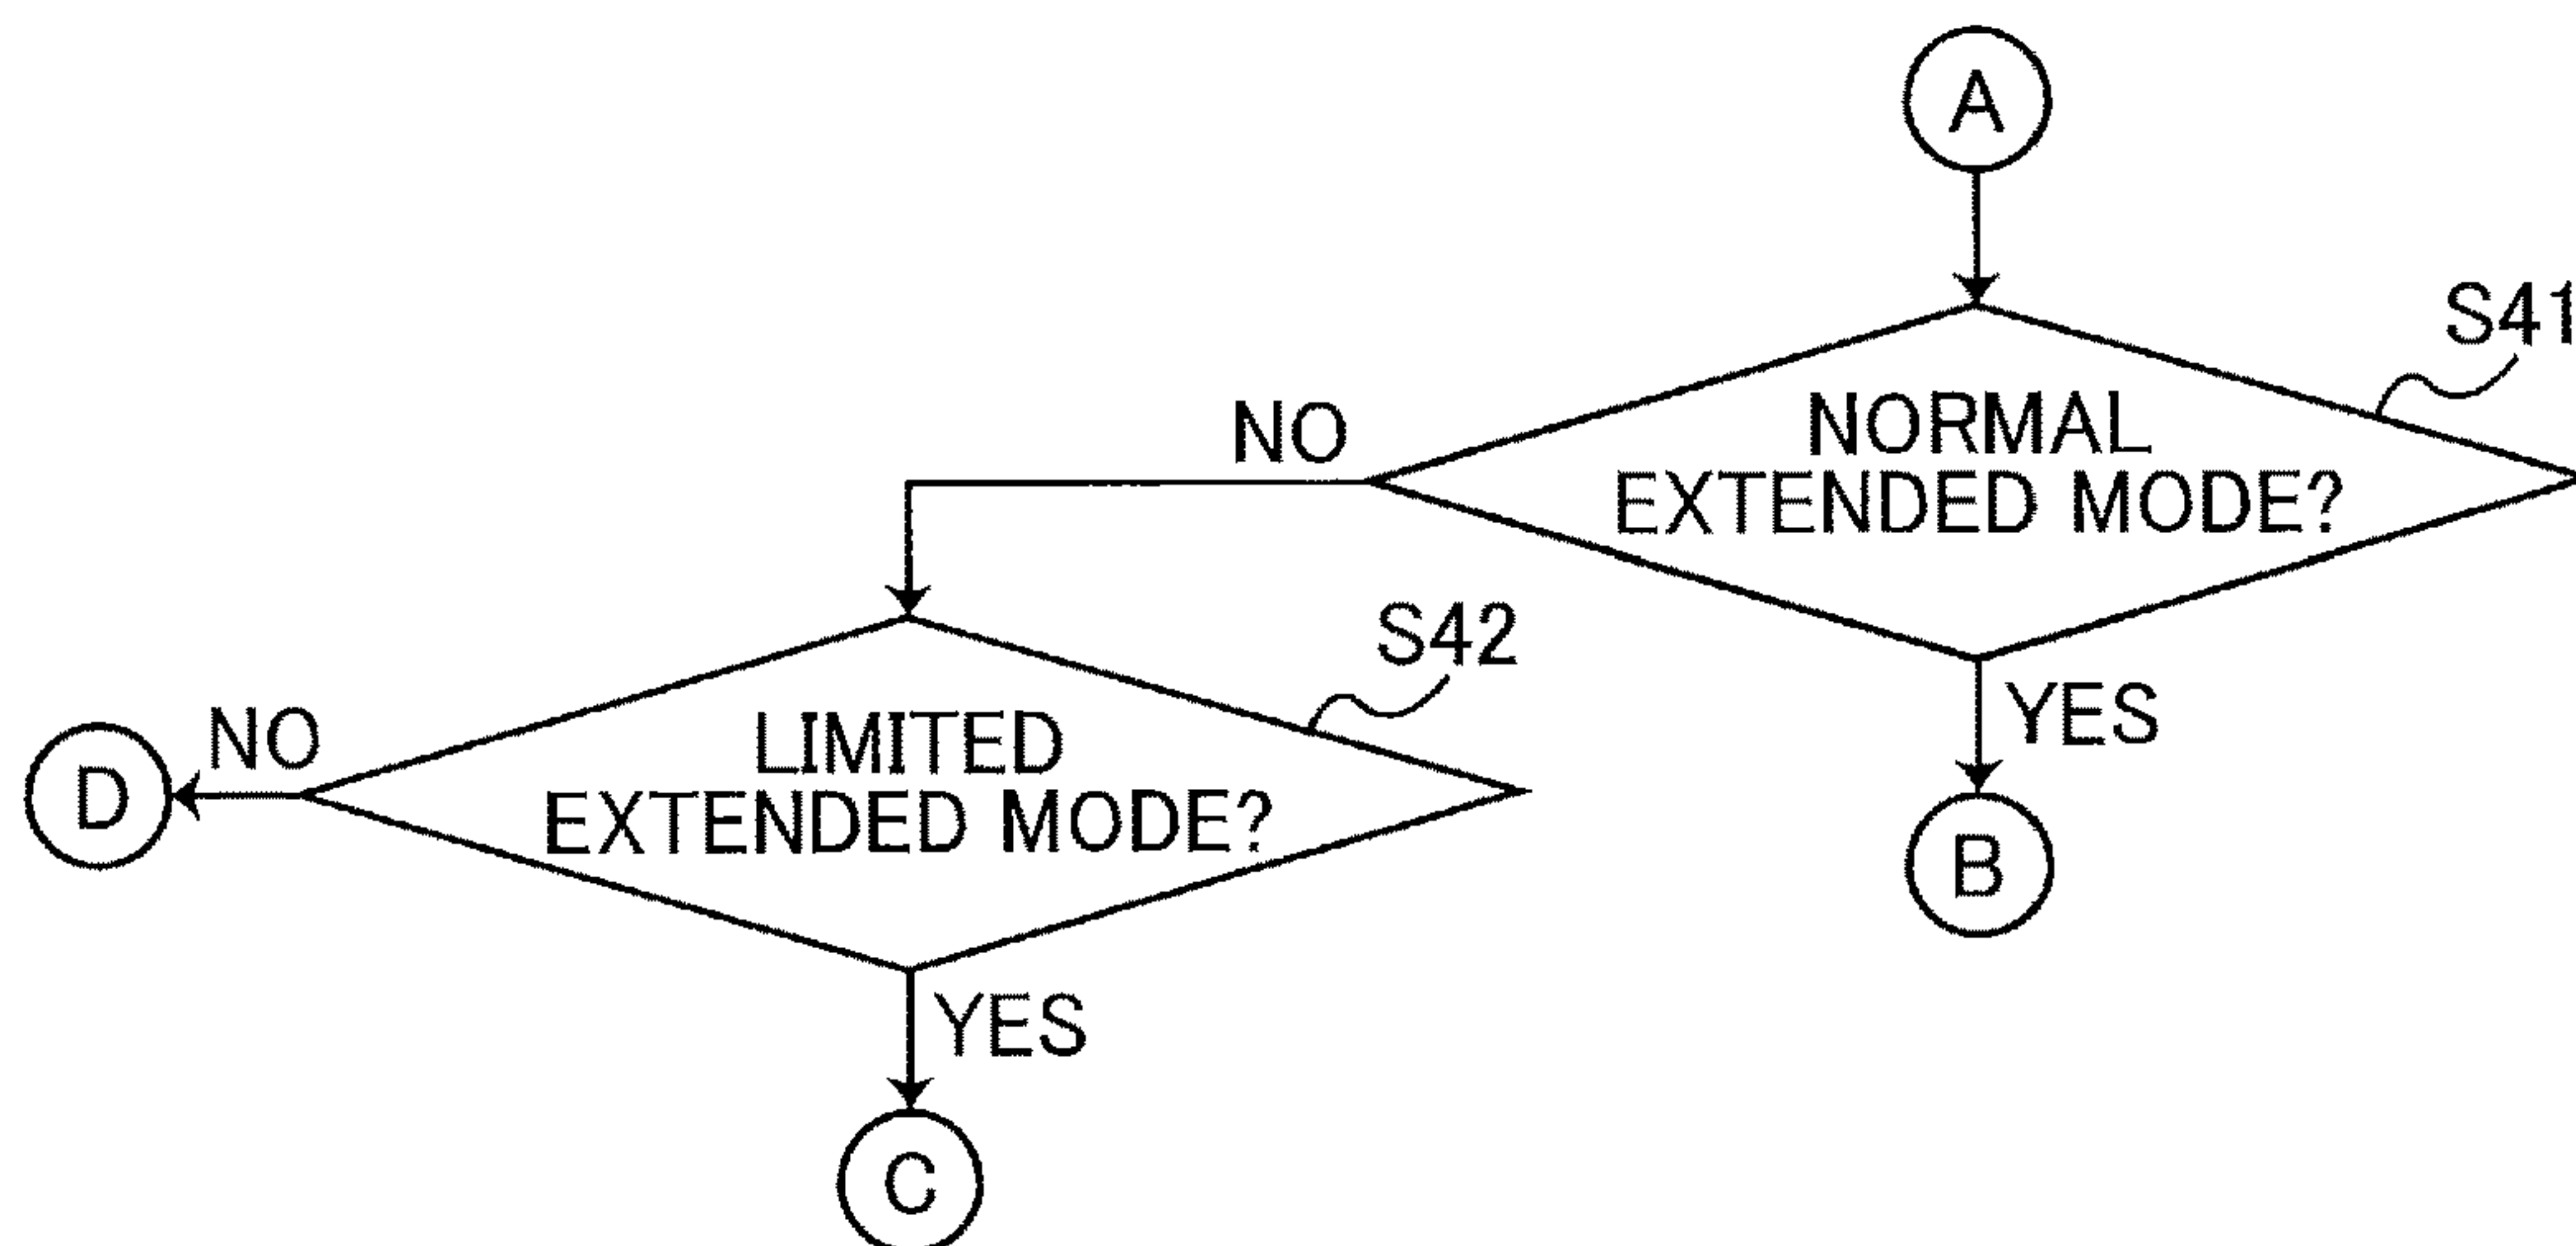 A
S41
NORMAL
EXTENDED MODE?
NO
YES
B
S42
LIMITED
EXTENDED MODE?
NO
D
YES
C